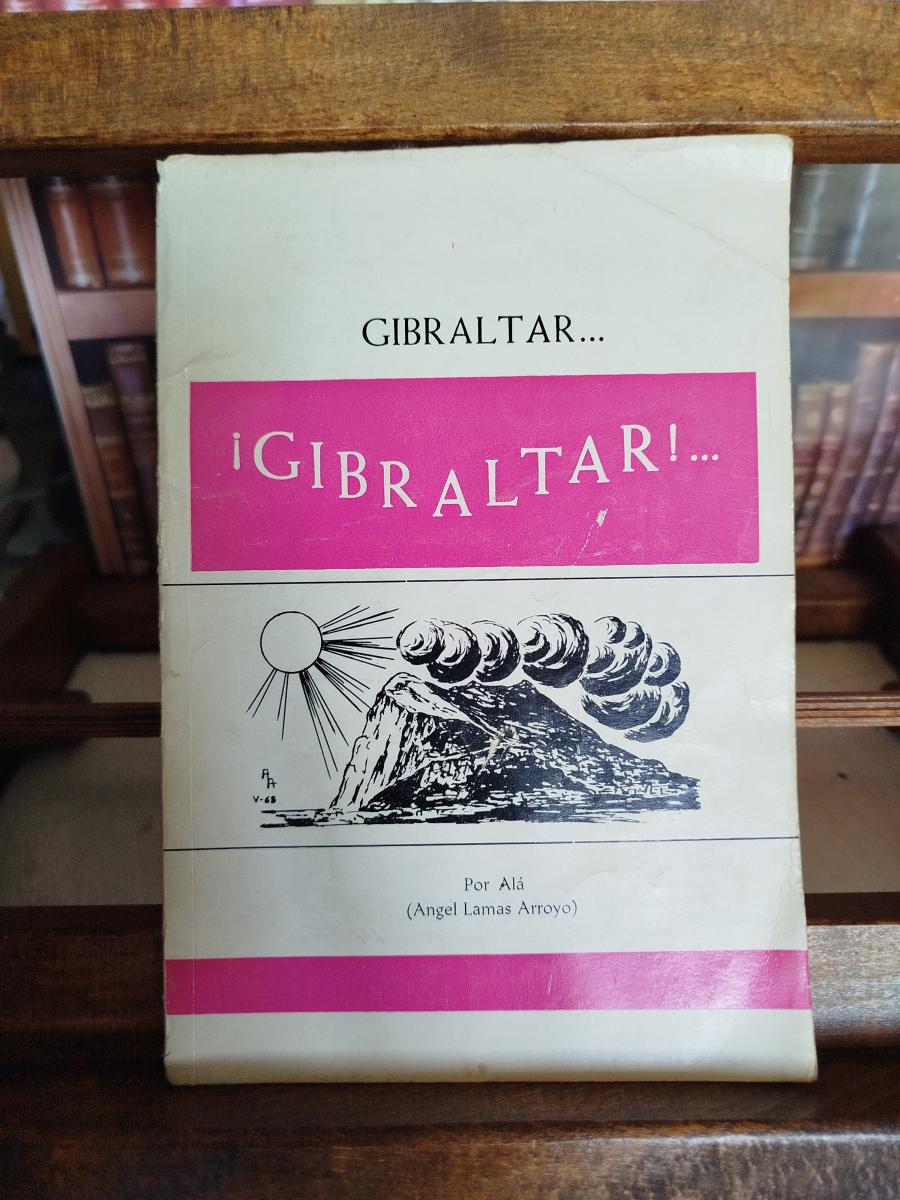 GIBRALTAR...
¡GIBRALTAR!...
AA
V-68
Por Alá
(Angel Lamas Arroyo)